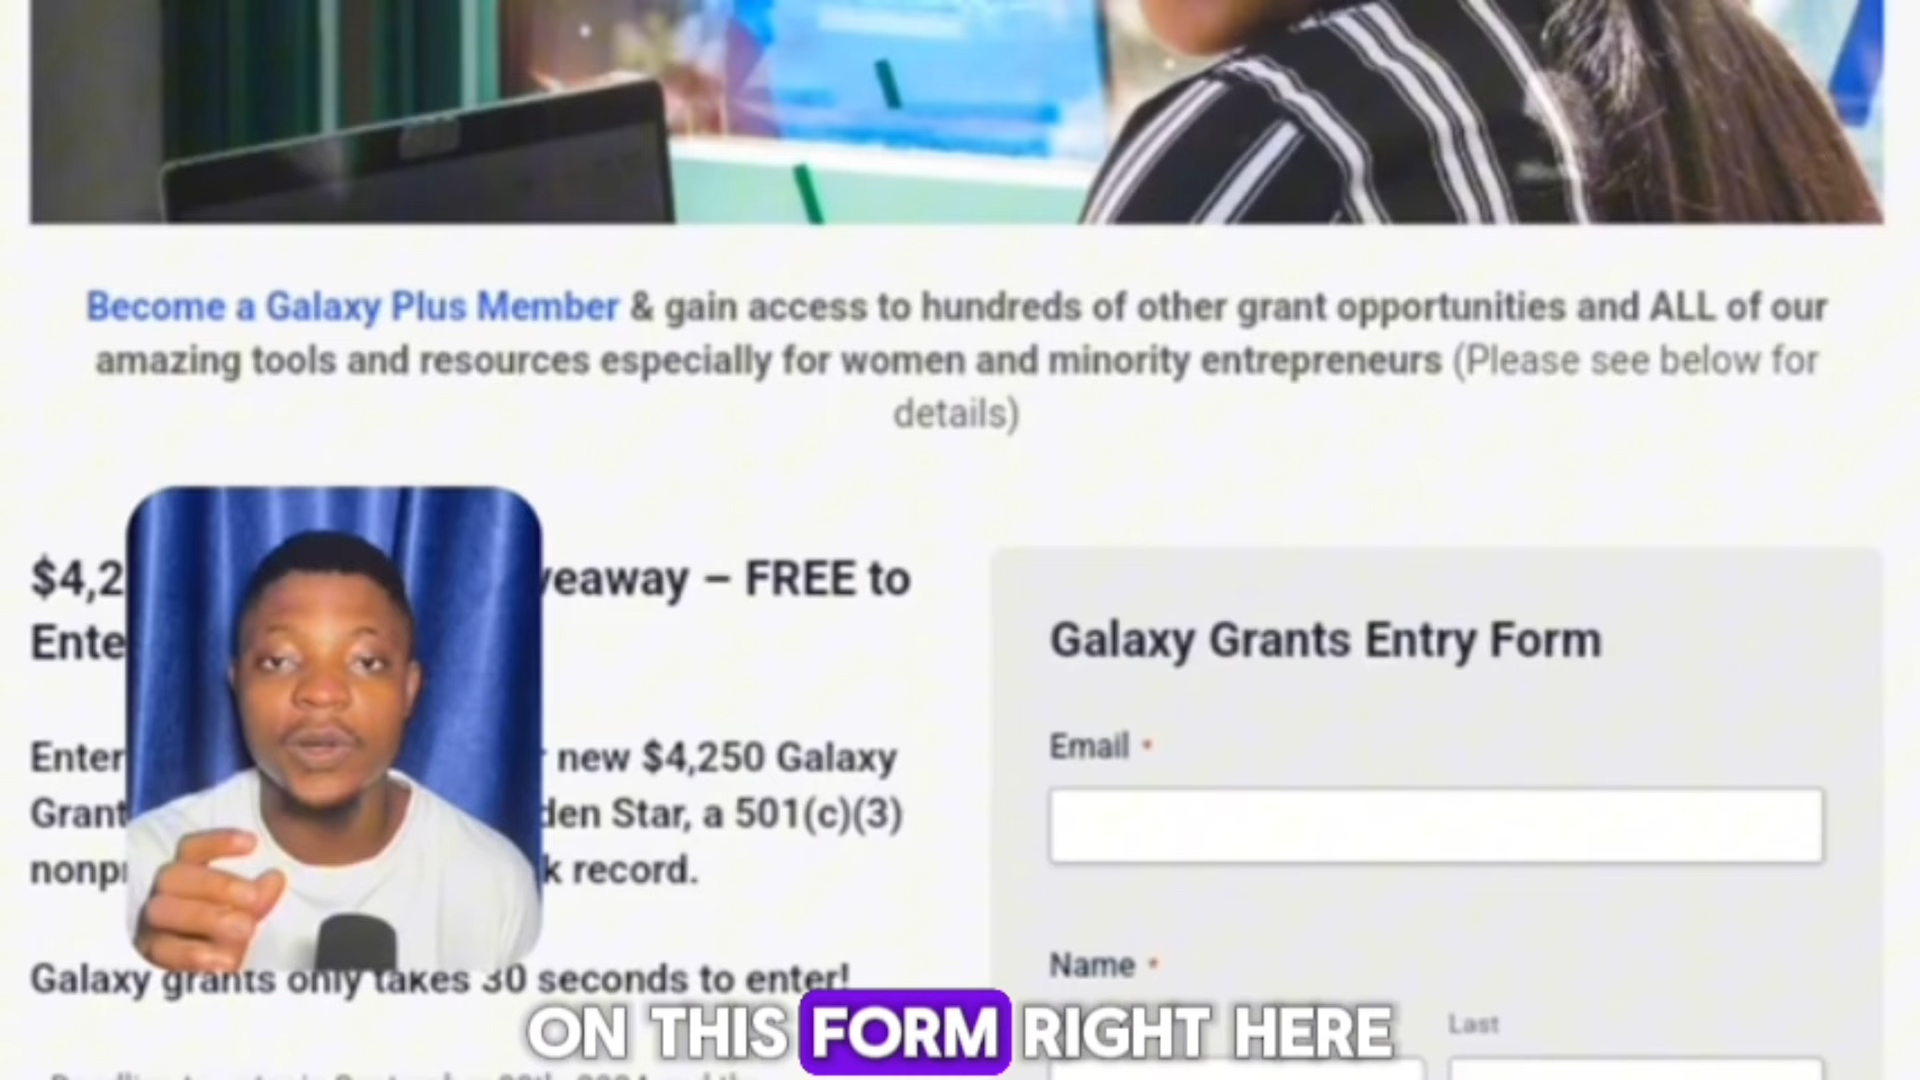 Become a Galaxy Plus Member & gain access to hundreds of other grant opportunities and ALL of our
amazing tools and resources especially for women and minority entrepreneurs (Please see below for
details)
$4,2 veaway – FREE to
Ente
Enter new $4,250 Galaxy
Grant den Star, a 501(c)(3)
nonp k record.
Galaxy grants only takes 30 seconds to enter!
Galaxy Grants Entry Form
Email •
Name •
Last
ON THIS FORM RIGHT HERE